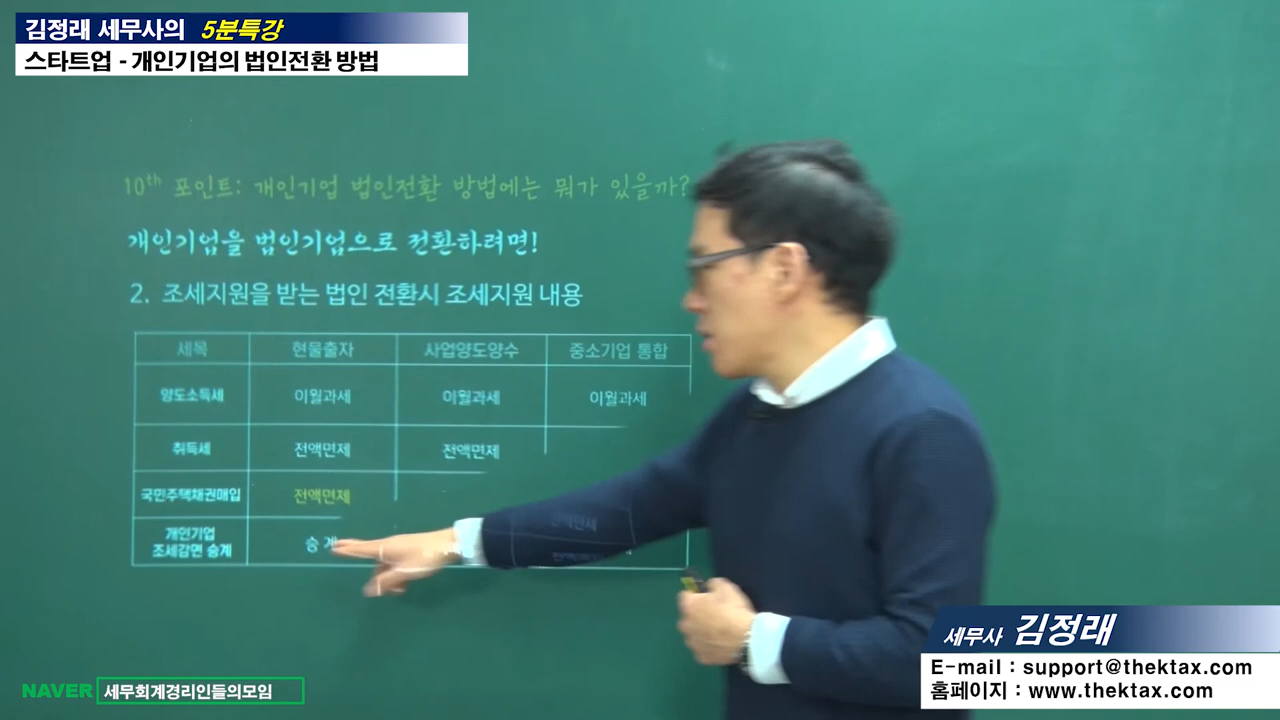 김정래 세무사의 5분특강
스타트업 - 개인기업의 법인전환 방법
10th 포인트: 개인기업 법인전환 방법에는 뭐가 있을까?
개인기업을 법인기업으로 전환하려면!
2. 조세지원을 받는 법인 전환시 조세지원 내용
세목 현물출자 사업양도양수 중소기업 통합
양도소득세 이월과세 이월과세 이월과세
취득세 전액면제 전액면제
국민주택채권매입 전액면제
개인기업
조세감면 승계 승계
세무사 김정래
E-mail : support@thektax.com
홈페이지 : www.thektax.com
NAVER 세무회계경리인들의모임